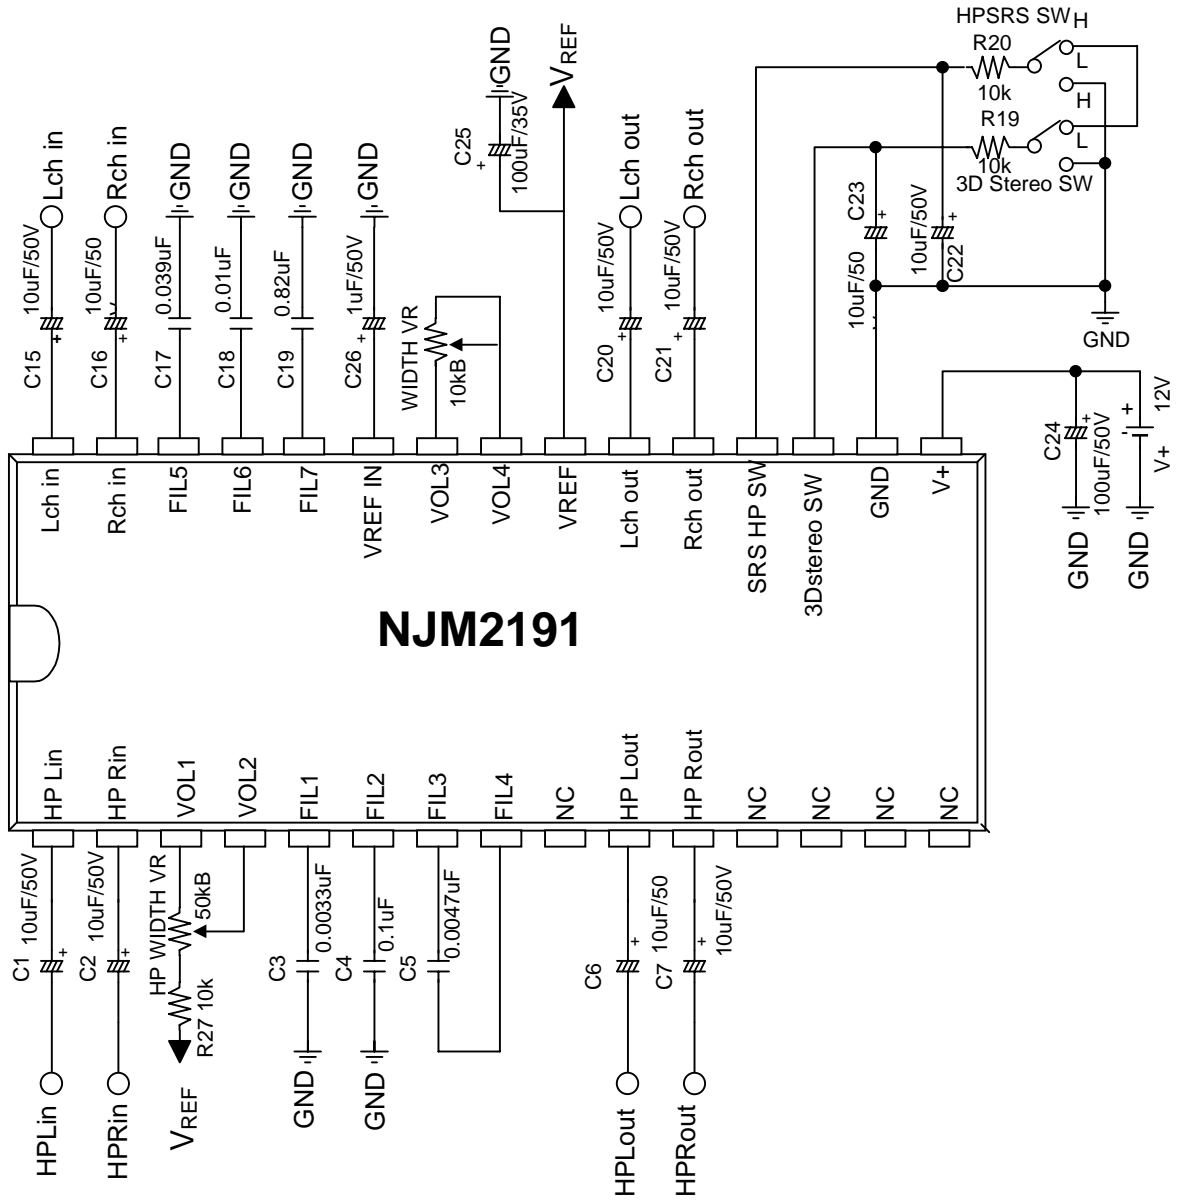 HPSRS SW H
R20
L
10k
H
R19
L
10k
3D Stereo SW
GND
VREF
C25
+
100uF/35V
Lch in
Rch in
GND
GND
GND
GND
Lch out
Rch out
10uF/50V
10uF/50
V
0.039uF
0.01uF
0.82uF
1uF/50V
WIDTH VR
10kB
10uF/50V
10uF/50V
C23
+
10uF/50
10uF/50V
+
C22
GND
C15
+
C16
+
C17
C18
C19
C26
+
C20
+
C21
+
12V
+
-
V+
C24
+
100uF/50V
GND
GND
Lch in
Rch in
FIL5
FIL6
FIL7
VREF IN
VOL3
VOL4
VREF
Lch out
Rch out
SRS HP SW
3Dstereo SW
GND
V+
NJM2191
HP Lin
HP Rin
VOL1
VOL2
FIL1
FIL2
FIL3
FIL4
NC
HP Lout
HP Rout
NC
NC
NC
NC
C1
10uF/50V
+
C2
10uF/50V
+
HP WIDTH VR
50kB
R27 10k
VREF
C3
0.0033uF
GND
C4
0.1uF
GND
C5
0.0047uF
C6
10uF/50
+
C7
10uF/50V
+
HPLin
HPRin
HPLout
HPRout